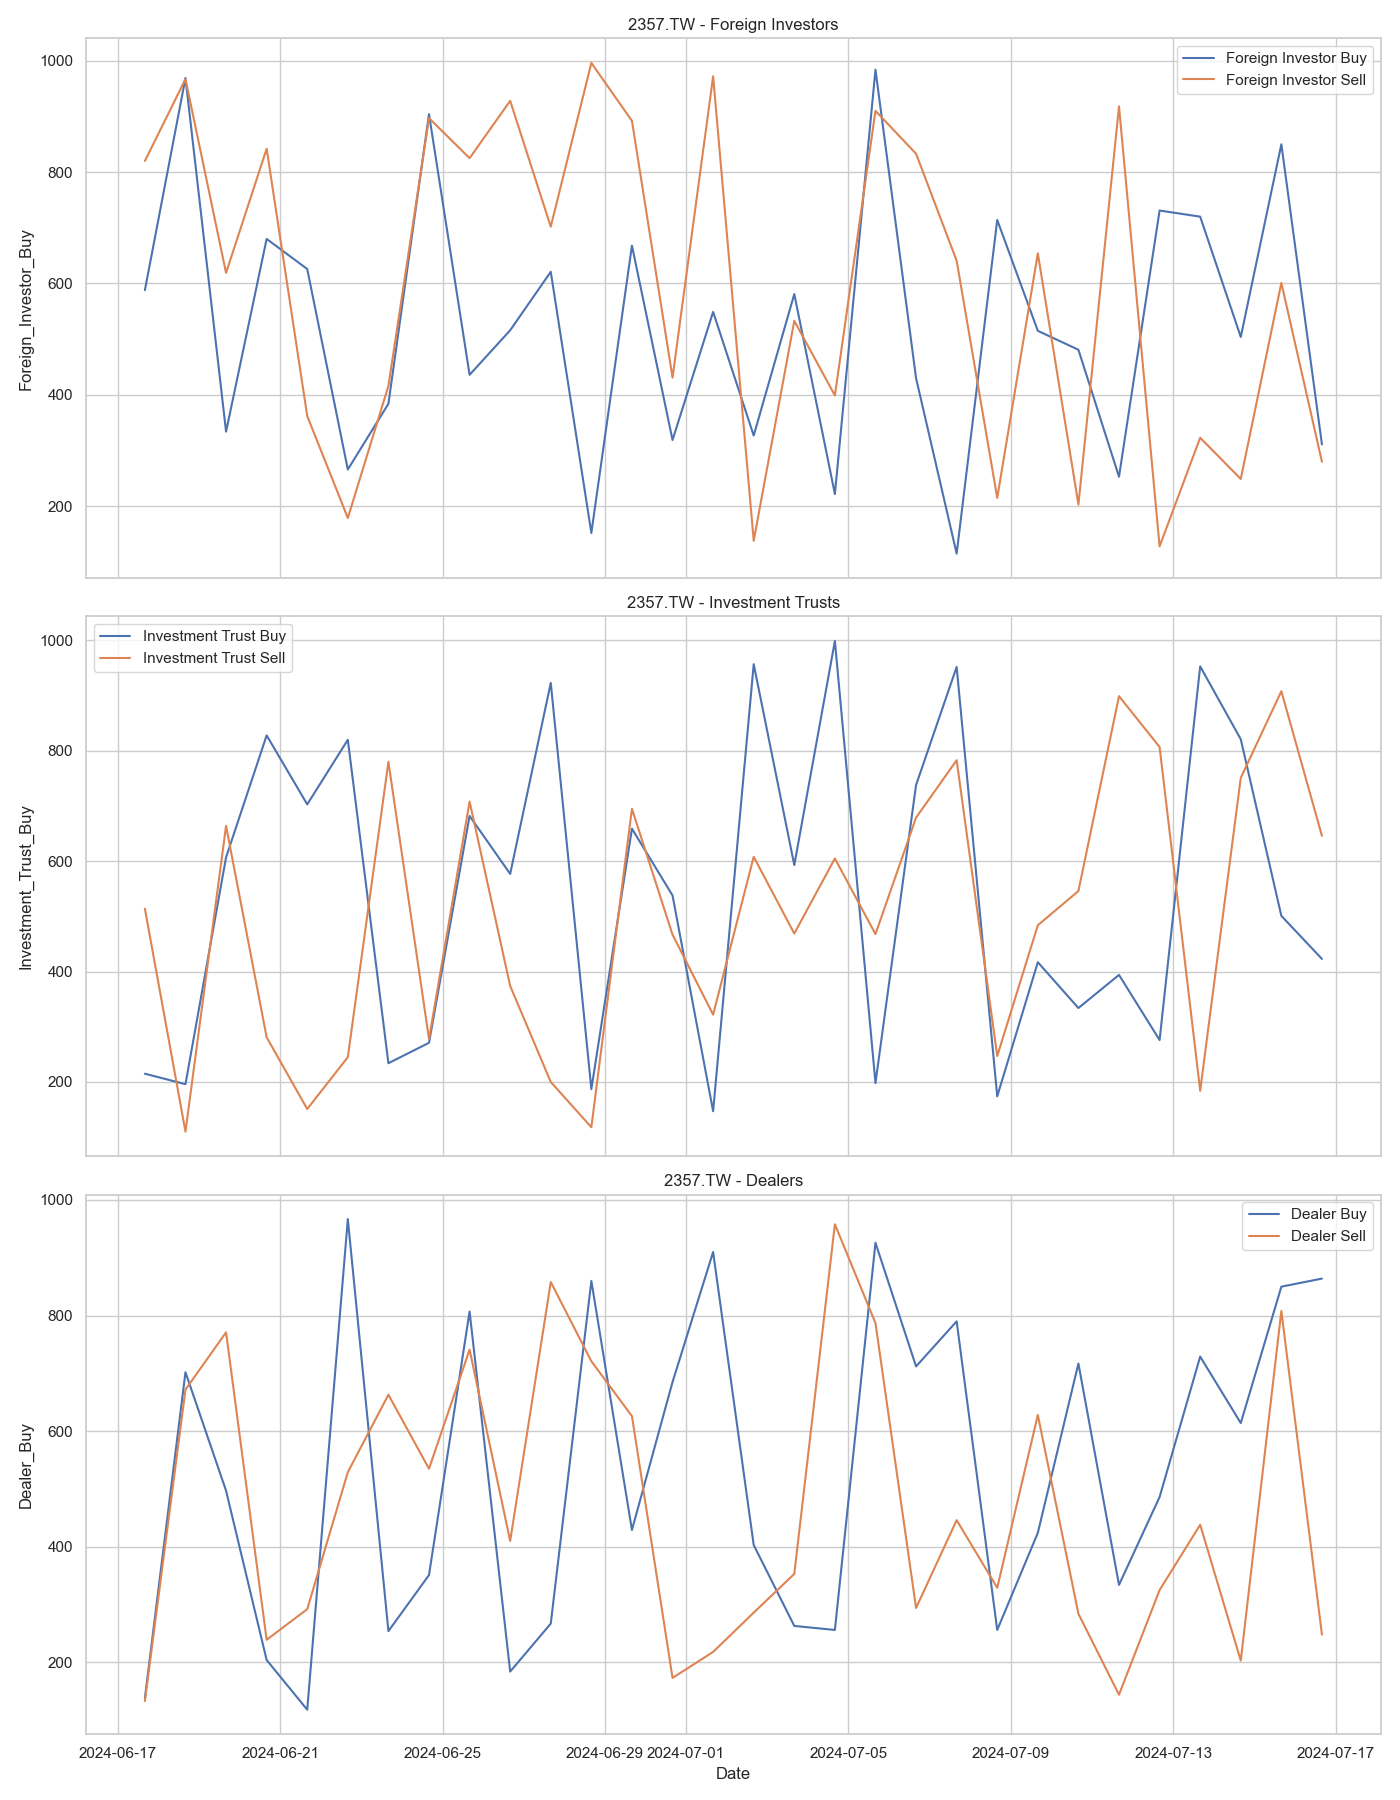 2357.TW - Foreign Investors
Foreign Investor Buy
Foreign Investor Sell
1000
800
600
400
200
Foreign_Investor_Buy
2357.TW - Investment Trusts
Investment Trust Buy
Investment Trust Sell
1000
800
600
400
200
Investment_Trust_Buy
2357.TW - Dealers
Dealer Buy
Dealer Sell
1000
800
600
400
200
Dealer_Buy
2024-06-17 2024-06-21 2024-06-25 2024-06-29 2024-07-01 2024-07-05 2024-07-09 2024-07-13 2024-07-17
Date